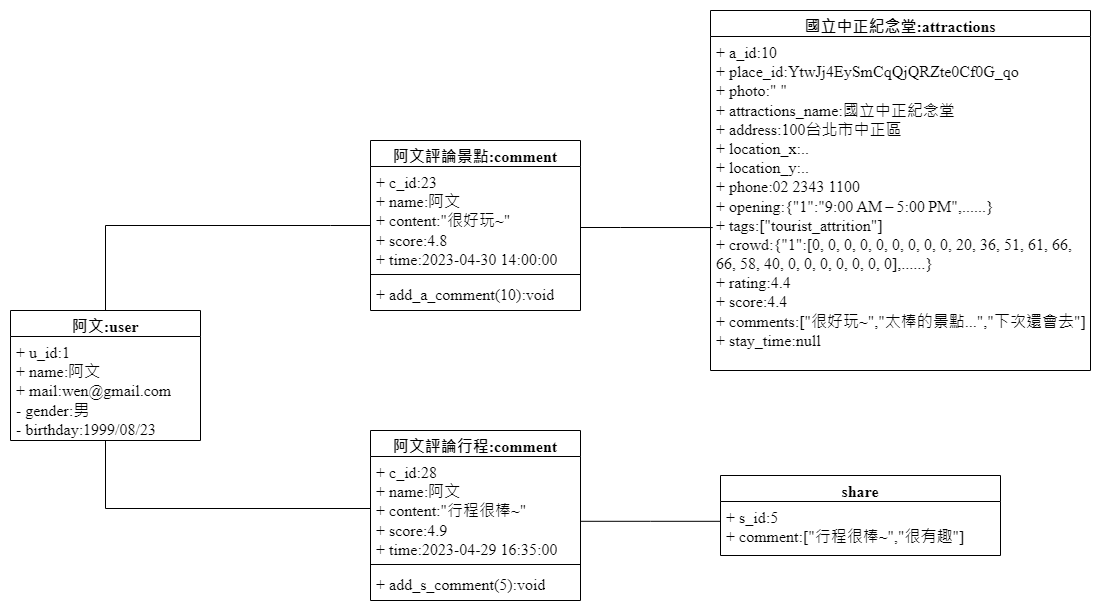 國立中正紀念堂:attractions
+ a_id:10
+ place_id:YtwJj4EySmCqQjQRZte0Cf0G_qo
+ photo:" "
+ attractions_name:國立中正紀念堂
+ address:100台北市中正區
+ location_x:..
+ location_y:..
+ phone:02 2343 1100
+ opening:{"1":"9:00 AM – 5:00 PM",......}
+ tags:["tourist_attrition"]
+ crowd:{"1":[0, 0, 0, 0, 0, 0, 0, 0, 0, 20, 36, 51, 61, 66,
66, 58, 40, 0, 0, 0, 0, 0, 0, 0],......}
+ rating:4.4
+ score:4.4
+ comments:["很好玩~","太棒的景點...","下次還會去"]
+ stay_time:null
阿文評論景點:comment
+ c_id:23
+ name:阿文
+ content:"很好玩~"
+ score:4.8
+ time:2023-04-30 14:00:00
+ add_a_comment(10):void
阿文:user
+ u_id:1
+ name:阿文
+ mail:wen@gmail.com
- gender:男
- birthday:1999/08/23
阿文評論行程:comment
+ c_id:28
+ name:阿文
+ content:"行程很棒~"
+ score:4.9
+ time:2023-04-29 16:35:00
+ add_s_comment(5):void
share
+ s_id:5
+ comment:["行程很棒~","很有趣"]